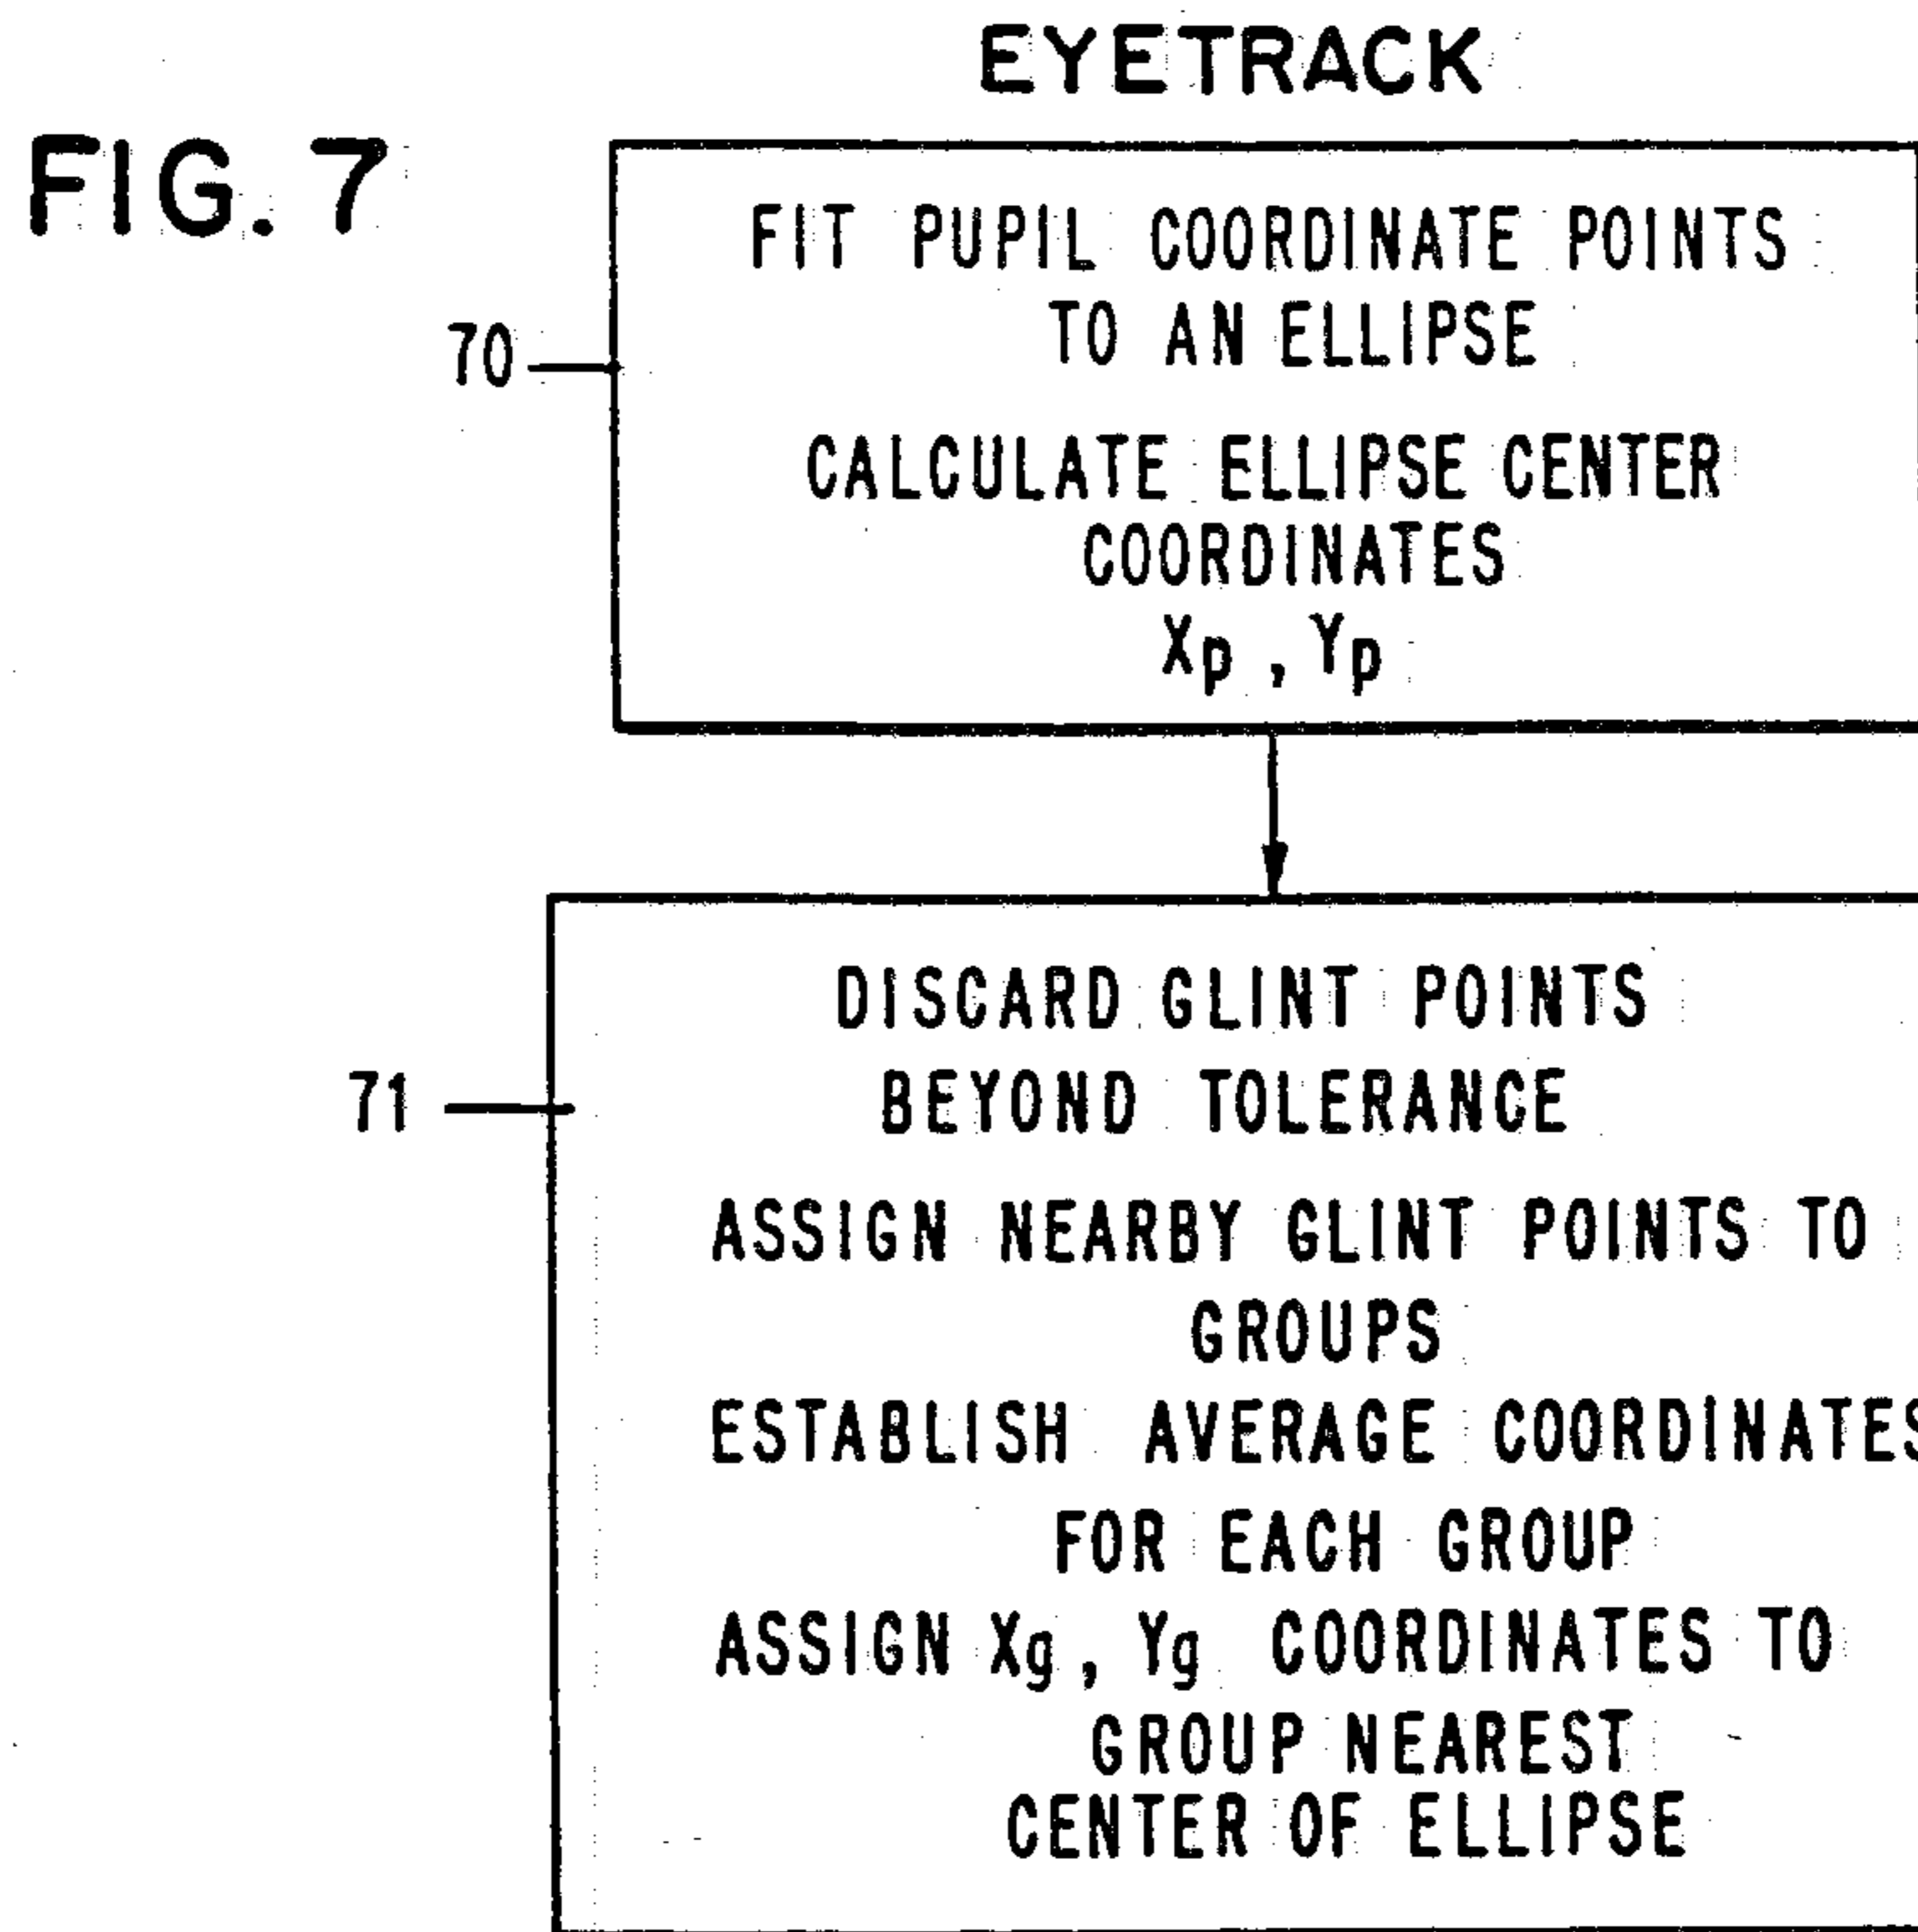 EYETRACK
FIG. 7
FIT PUPIL COORDINATE POINTS
TO AN ELLIPSE
70
CALCULATE ELLIPSE CENTER
COORDINATES
Xp , Yp
DISCARD GLINT POINTS
BEYOND TOLERANCE
71
ASSIGN NEARBY GLINT POINTS TO
GROUPS
ESTABLISH AVERAGE COORDINATES
FOR EACH GROUP
ASSIGN Xg, Yg COORDINATES TO
GROUP NEAREST
CENTER OF ELLIPSE